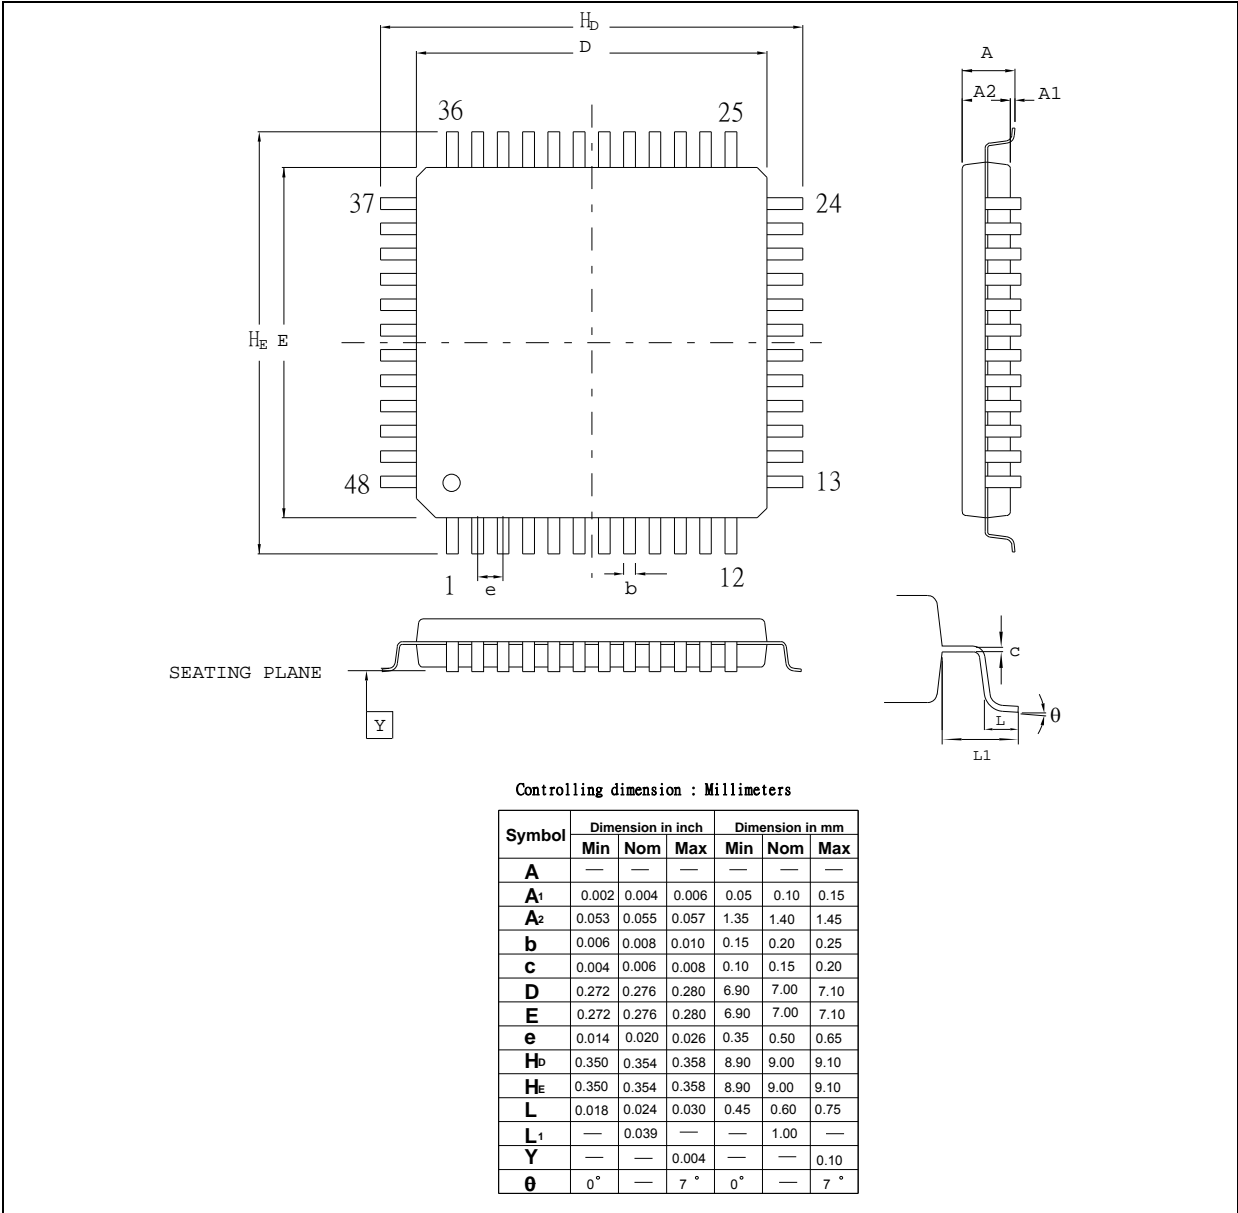 HD
D
A
A2 A1
36 25
37 24
HE E
48 13
1 e b 12
SEATING PLANE
Y
c
L θ
L1
Controlling dimension : Millimeters
Symbol Dimension in inch Dimension in mm
Min Nom Max Min Nom Max
A — — — — — —
A1 0.002 0.004 0.006 0.05 0.10 0.15
A2 0.053 0.055 0.057 1.35 1.40 1.45
b 0.006 0.008 0.010 0.15 0.20 0.25
c 0.004 0.006 0.008 0.10 0.15 0.20
D 0.272 0.276 0.280 6.90 7.00 7.10
E 0.272 0.276 0.280 6.90 7.00 7.10
e 0.014 0.020 0.026 0.35 0.50 0.65
HD 0.350 0.354 0.358 8.90 9.00 9.10
HE 0.350 0.354 0.358 8.90 9.00 9.10
L 0.018 0.024 0.030 0.45 0.60 0.75
L1 — 0.039 — — 1.00 —
Y — — 0.004 — — 0.10
θ 0° — 7° 0° — 7°